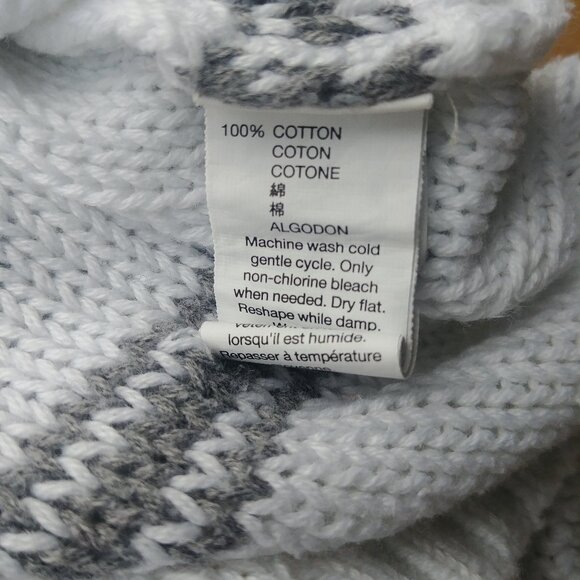 100% COTTON
COTON
COTONE
綿
棉
ALGODON
Machine wash cold
gentle cycle. Only
non-chlorine bleach
when needed. Dry flat.
Reshape while damp.
lorsqu'il est humide.
Repasser à température